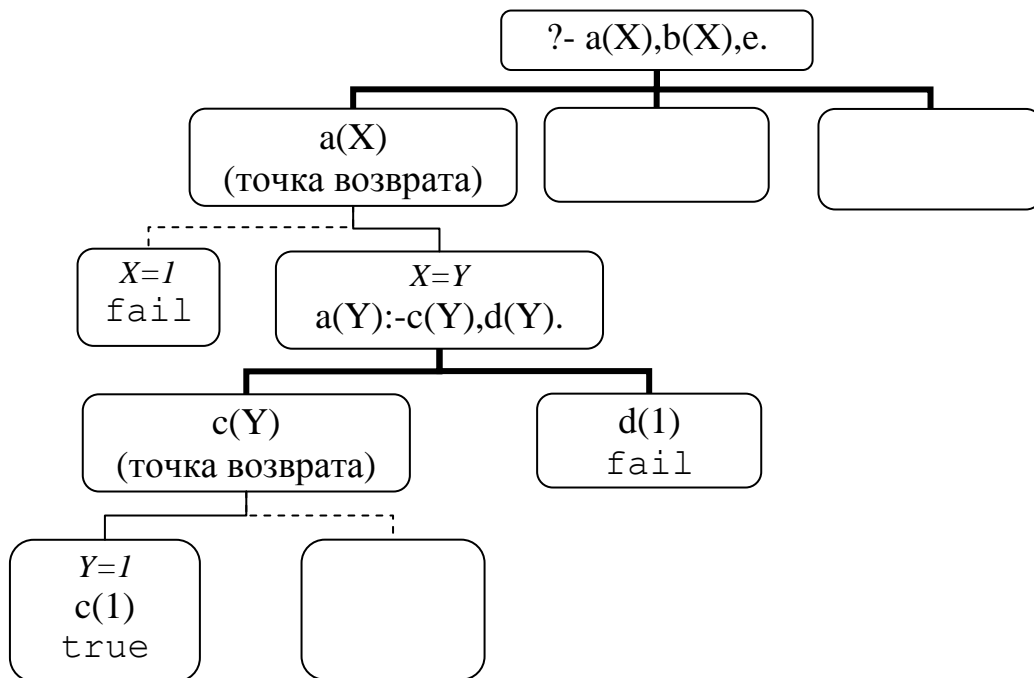 ?- a(X),b(X),e.
a(X)
(точка возврата)
X=1
fail
X=Y
a(Y):-c(Y),d(Y).
c(Y)
(точка возврата)
d(1)
fail
Y=1
c(1)
true